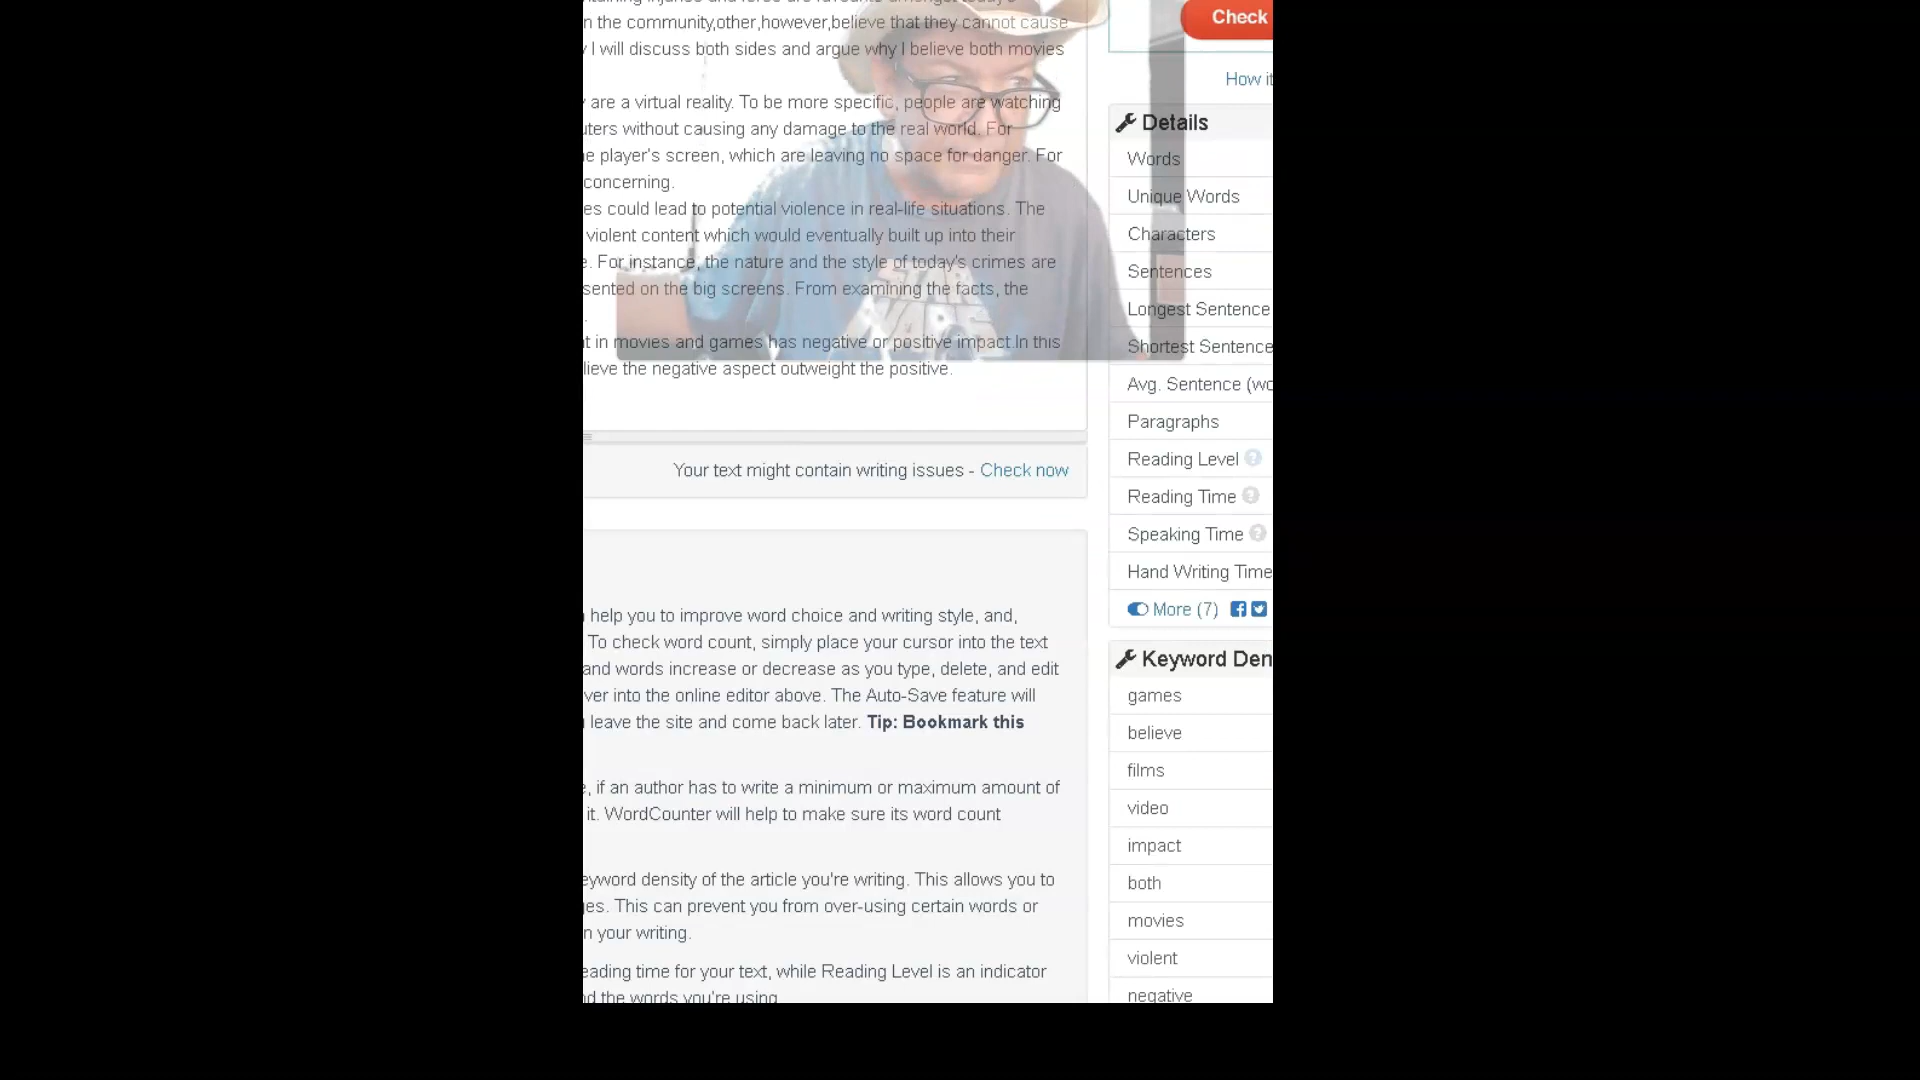 n the community,other,however,believe that they cannot cause
I will discuss both sides and argue why I believe both movies
are a virtual reality. To be more specific, people are watching
uters without causing any damage to the real world. For
e player's screen, which are leaving no space for danger. For
concerning.
es could lead to potential violence in real-life situations. The
violent content which would eventually built up into their
e. For instance, the nature and the style of today's crimes are
sented on the big screens. From examining the facts, the
t in movies and games has negative or positive impact.In this
lieve the negative aspect outweight the positive.
Your text might contain writing issues - Check now
help you to improve word choice and writing style, and,
To check word count, simply place your cursor into the text
and words increase or decrease as you type, delete, and edit
ver into the online editor above. The Auto-Save feature will
leave the site and come back later. Tip: Bookmark this
e, if an author has to write a minimum or maximum amount of
it. WordCounter will help to make sure its word count
eyword density of the article you're writing. This allows you to
ges. This can prevent you from over-using certain words or
n your writing.
eading time for your text, while Reading Level is an indicator
nd the words you're using.
Check
How it
Details
Words
Unique Words
Characters
Sentences
Longest Sentence
Shortest Sentence
Avg. Sentence (wo
Paragraphs
Reading Level
Reading Time
Speaking Time
Hand Writing Time
More (7)
Keyword Den
games
believe
films
video
impact
both
movies
violent
negative